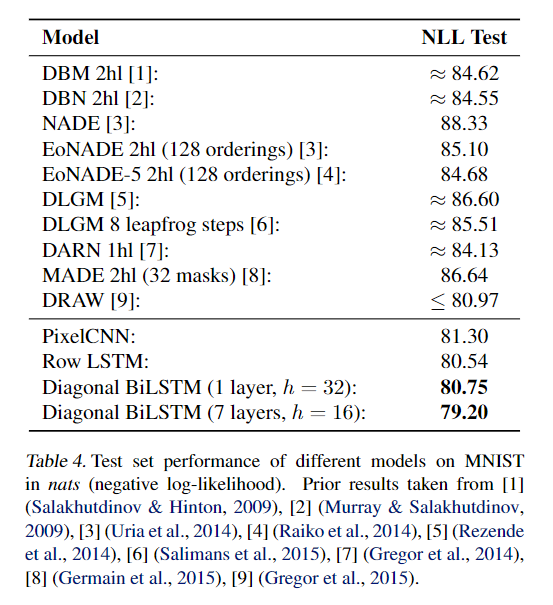 Model NLL Test
DBM 2hl [1]: ≈ 84.62
DBN 2hl [2]: ≈ 84.55
NADE [3]: 88.33
EoNADE 2hl (128 orderings) [3]: 85.10
EoNADE-5 2hl (128 orderings) [4]: 84.68
DLGM [5]: ≈ 86.60
DLGM 8 leapfrog steps [6]: ≈ 85.51
DARN 1hl [7]: ≈ 84.13
MADE 2hl (32 masks) [8]: 86.64
DRAW [9]: ≤ 80.97
PixelCNN: 81.30
Row LSTM: 80.54
Diagonal BiLSTM (1 layer, h = 32): 80.75
Diagonal BiLSTM (7 layers, h = 16): 79.20
Table 4. Test set performance of different models on MNIST
in nats (negative log-likelihood). Prior results taken from [1]
(Salakhutdinov & Hinton, 2009), [2] (Murray & Salakhutdinov,
2009), [3] (Uria et al., 2014), [4] (Raiko et al., 2014), [5] (Rezende
et al., 2014), [6] (Salimans et al., 2015), [7] (Gregor et al., 2014),
[8] (Germain et al., 2015), [9] (Gregor et al., 2015).